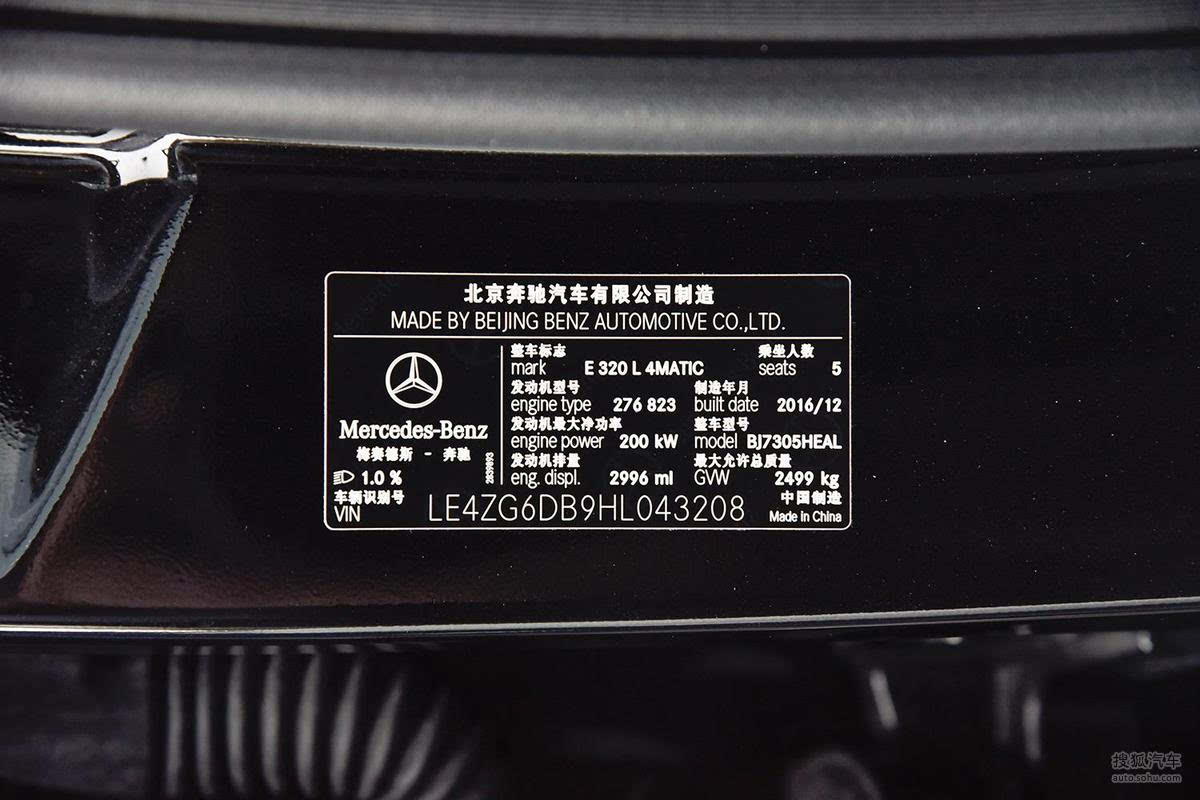 北京奔驰汽车有限公司制造
MADE BY BEIJING BENZ AUTOMOTIVE CO.,LTD.
Mercedes-Benz
梅赛德斯 - 奔驰
1.0 %
2639893
整车标志 乘坐人数
mark E 320 L 4MATIC seats 5
发动机型号 制造年月
engine type 276 823 built date 2016/12
发动机最大净功率 整车型号
engine power 200 kW model BJ7305HEAL
发动机排量 最大允许总质量
eng. displ. 2996 ml GVW 2499 kg
车辆识别号 中国制造
VIN LE4ZG6DB9HL043208 Made in China
搜狐汽车
auto.sohu.com